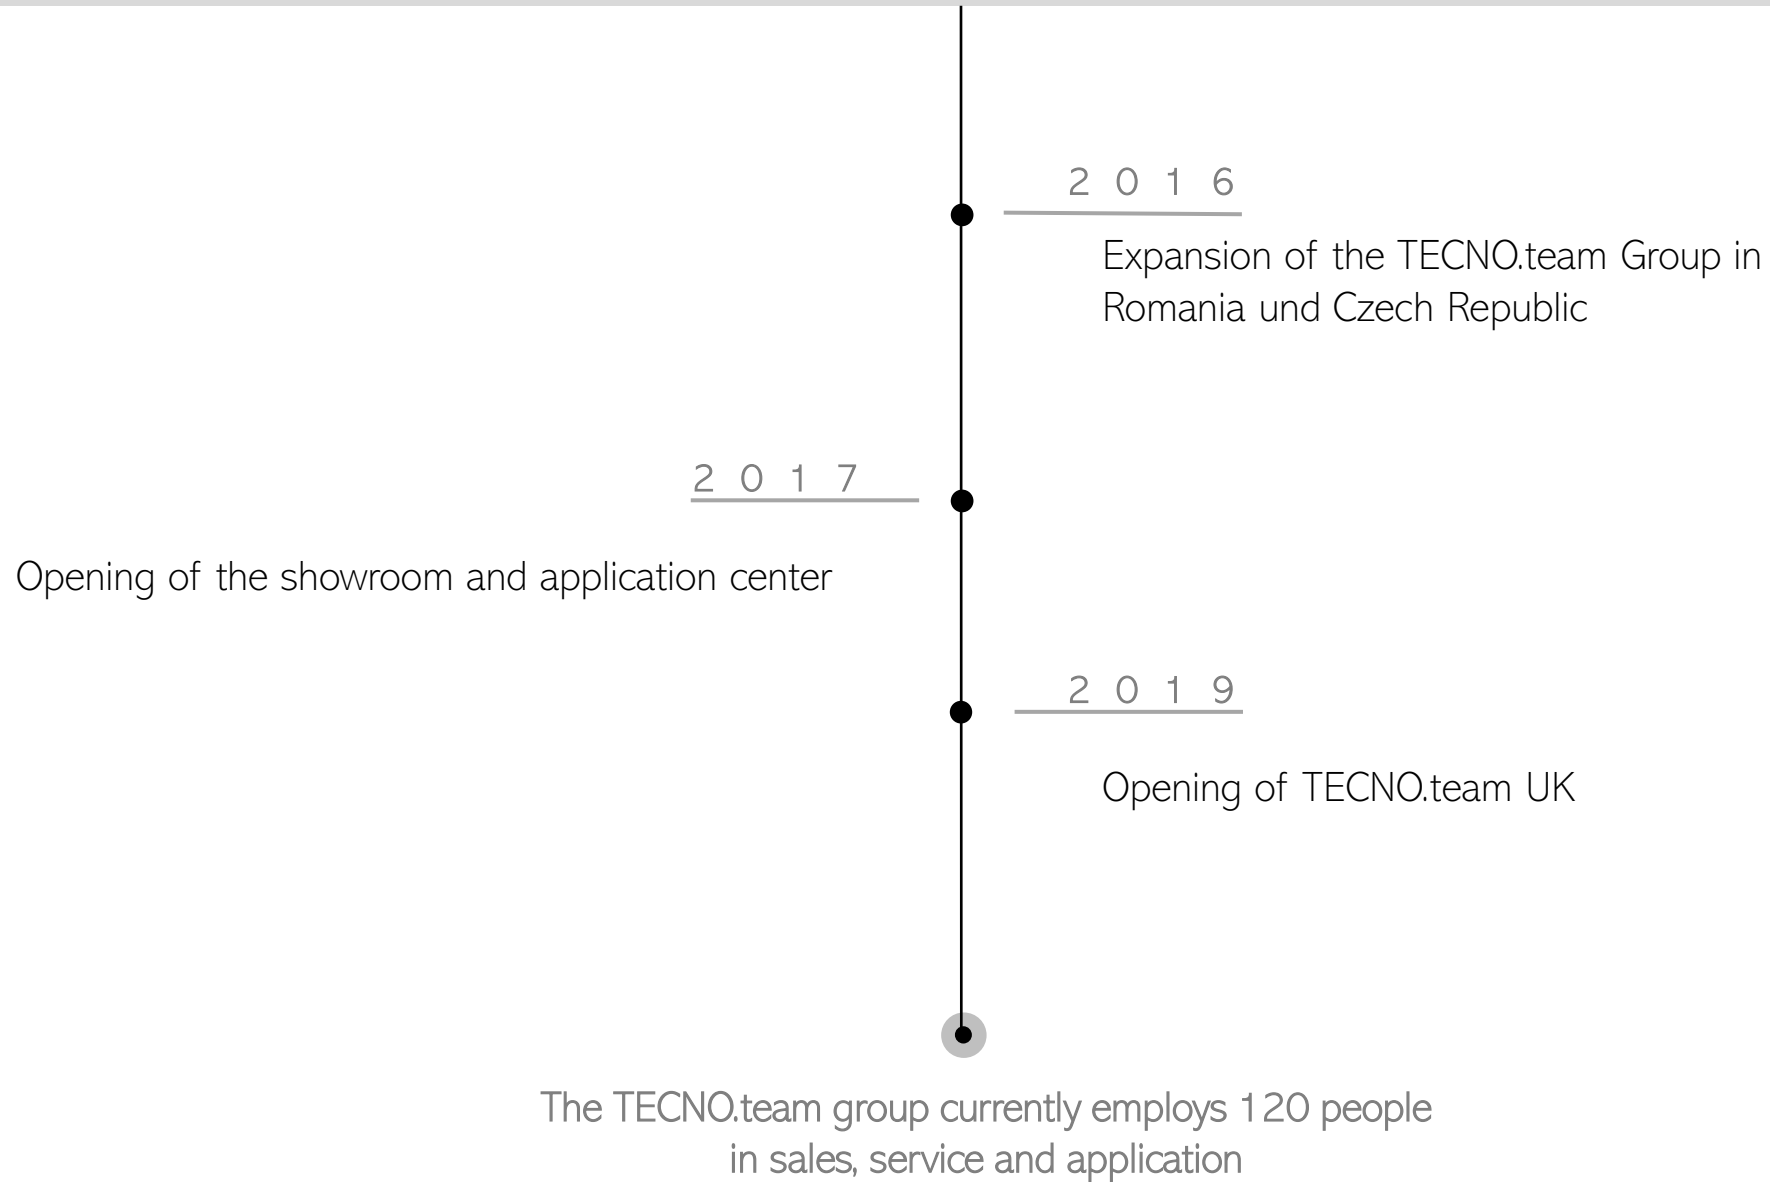 2 0 1 6
Expansion of the TECNO.team Group in
Romania und Czech Republic
2 0 1 7
Opening of the showroom and application center
2 0 1 9
Opening of TECNO.team UK
The TECNO.team group currently employs 120 people
in sales, service and application